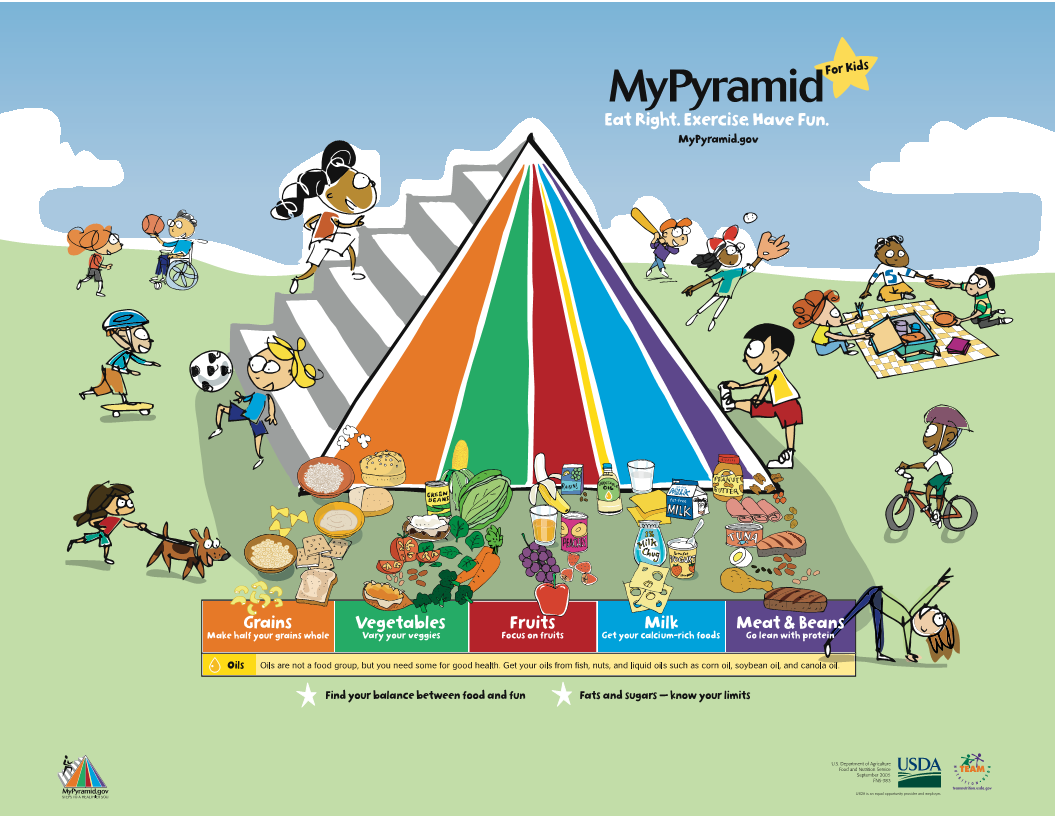 For Kids
MyPyramid
Eat Right. Exercise. Have Fun.
MyPyramid.gov
GREEN
BEANS
OIL
MILK
Fat-Free
MILK
PEANUT
BUTTER
Milk
Chug
TUNA
Grains
Make half your grains whole
Vegetables
Vary your veggies
Fruits
Focus on fruits
Milk
Get your calcium-rich foods
Meat & Beans
Go lean with protein
Oils
Oils are not a food group, but you need some for good health. Get your oils from fish, nuts, and liquid oils such as corn oil, soybean oil, and canola oil.
Find your balance between food and fun
Fats and sugars — know your limits
MyPyramid.gov
STEPS TO A HEALTHIER YOU
U.S. Department of Agriculture
Food and Nutrition Service
September 2005
FNS-385
USDA
TEAM
NUTRITION
teamnutrition.usda.gov
USDA is an equal opportunity provider and employer.